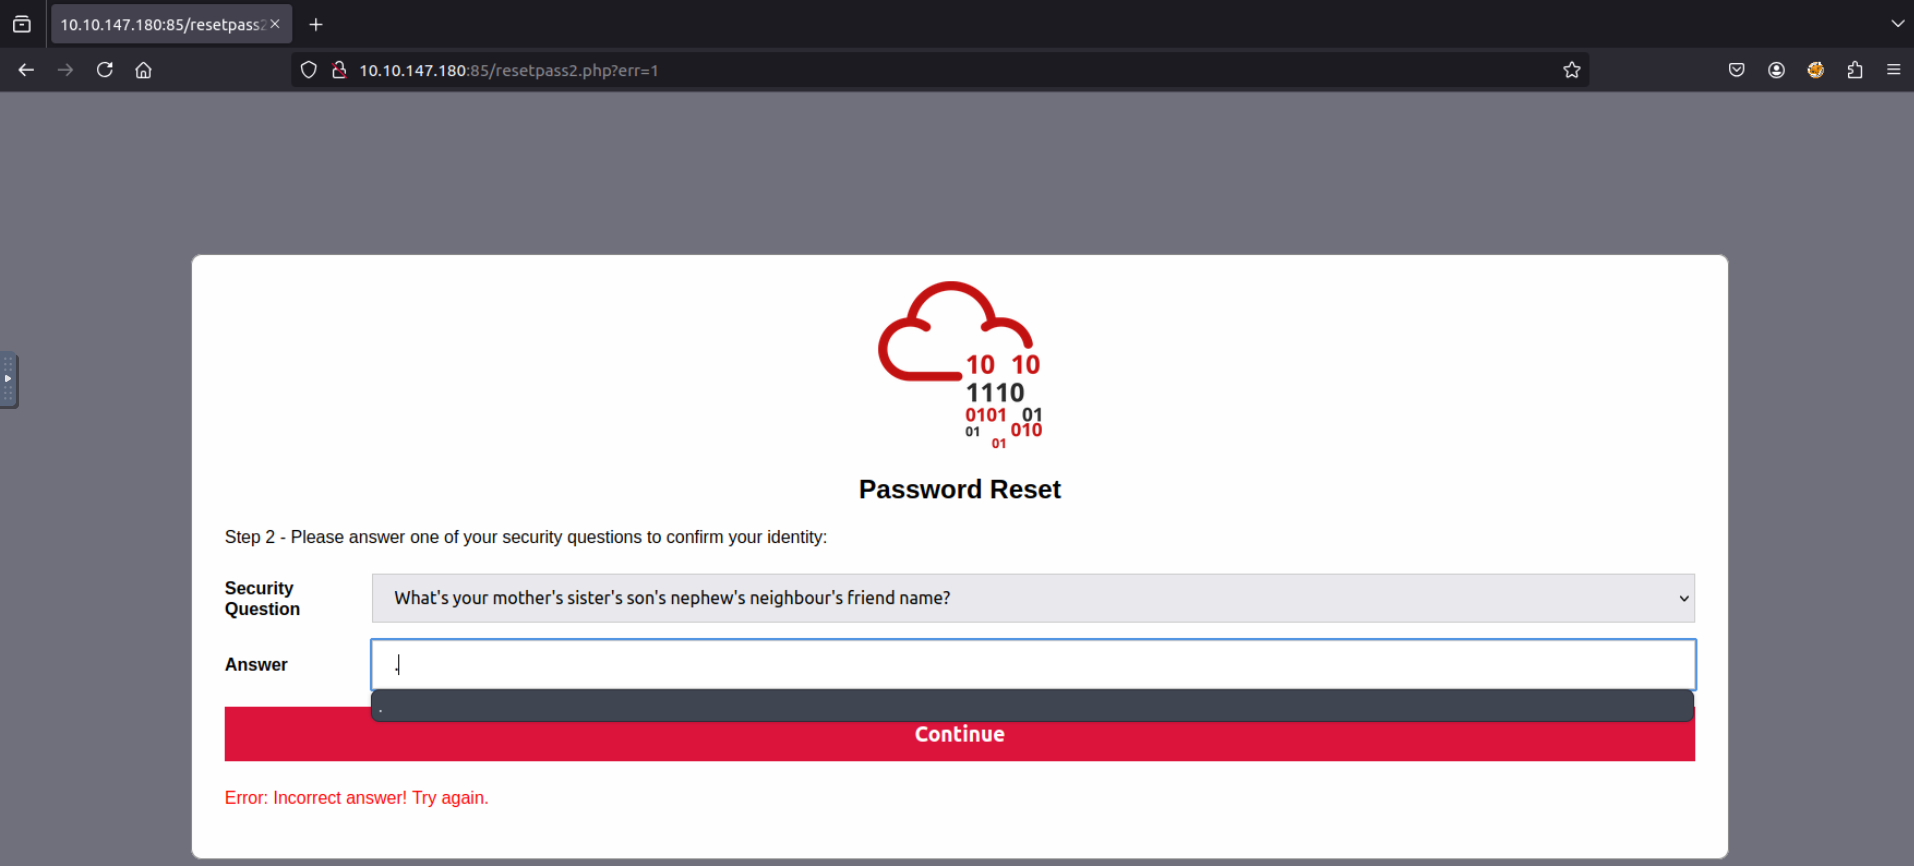 10.10.147.180:85/resetpass2
10.10.147.180:85/resetpass2.php?err=1
10 10
1110
0101 01
01 010
01
Password Reset
Step 2 - Please answer one of your security questions to confirm your identity:
Security
Question
What's your mother's sister's son's nephew's neighbour's friend name?
Answer
.
.
Continue
Error: Incorrect answer! Try again.